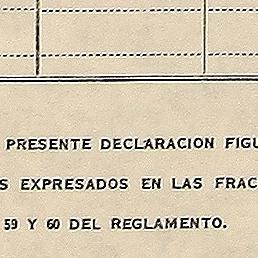 PRESENTE DECLARACION FIGU
S EXPRESADOS EN LAS FRAC
59 Y 60 DEL REGLAMENTO.